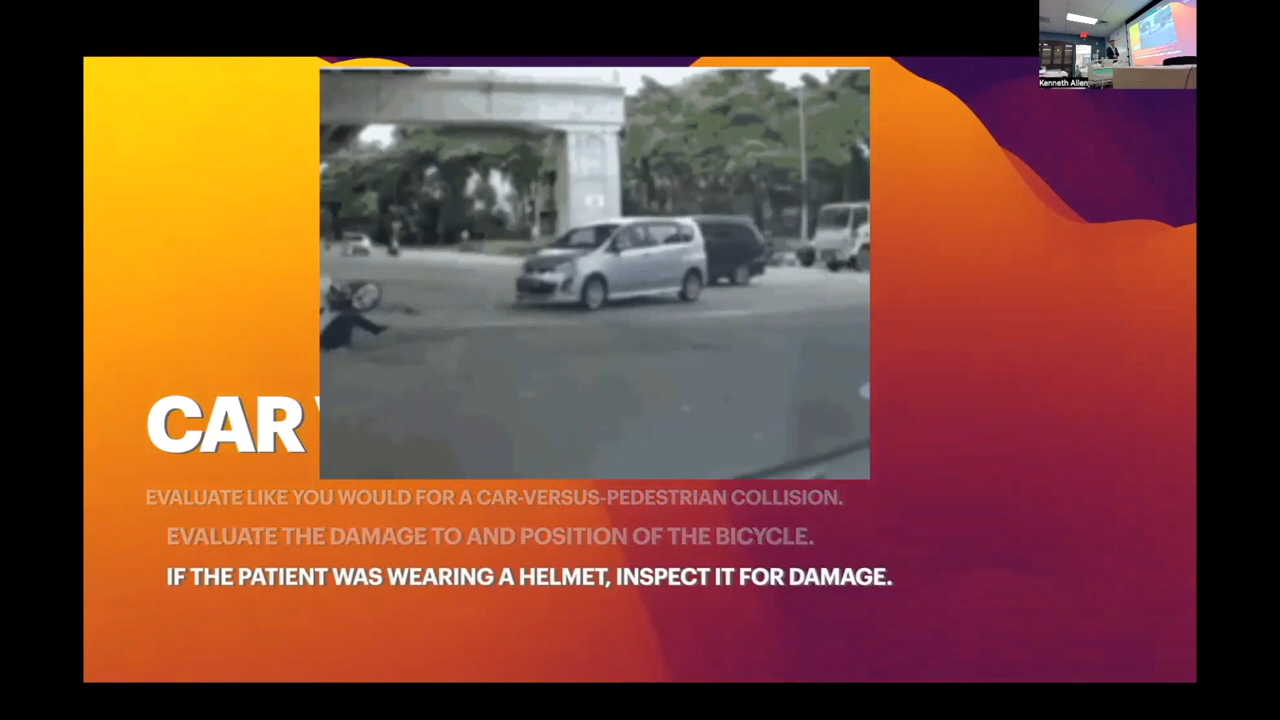 Kenneth Allen
CAR
EVALUATE LIKE YOU WOULD FOR A CAR-VERSUS-PEDESTRIAN COLLISION.
EVALUATE THE DAMAGE TO AND POSITION OF THE BICYCLE.
IF THE PATIENT WAS WEARING A HELMET, INSPECT IT FOR DAMAGE.